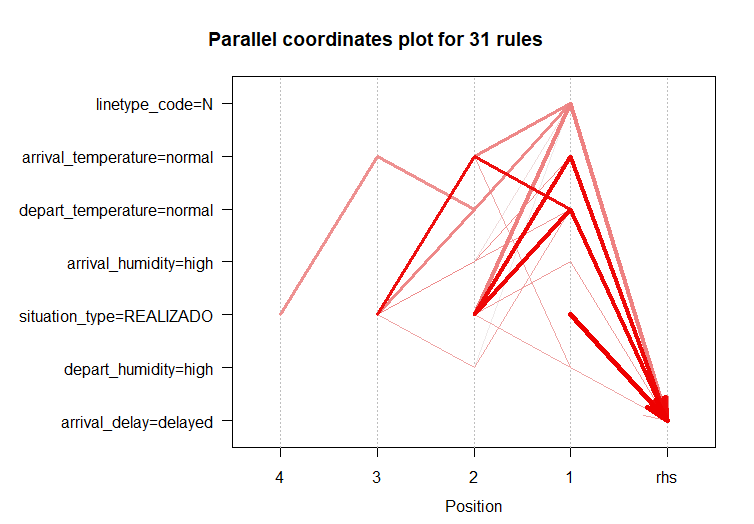 Parallel coordinates plot for 31 rules
linetype_code=N
arrival_temperature=normal
depart_temperature=normal
arrival_humidity=high
situation_type=REALIZADO
depart_humidity=high
arrival_delay=delayed
4 3 2 1 rhs
Position